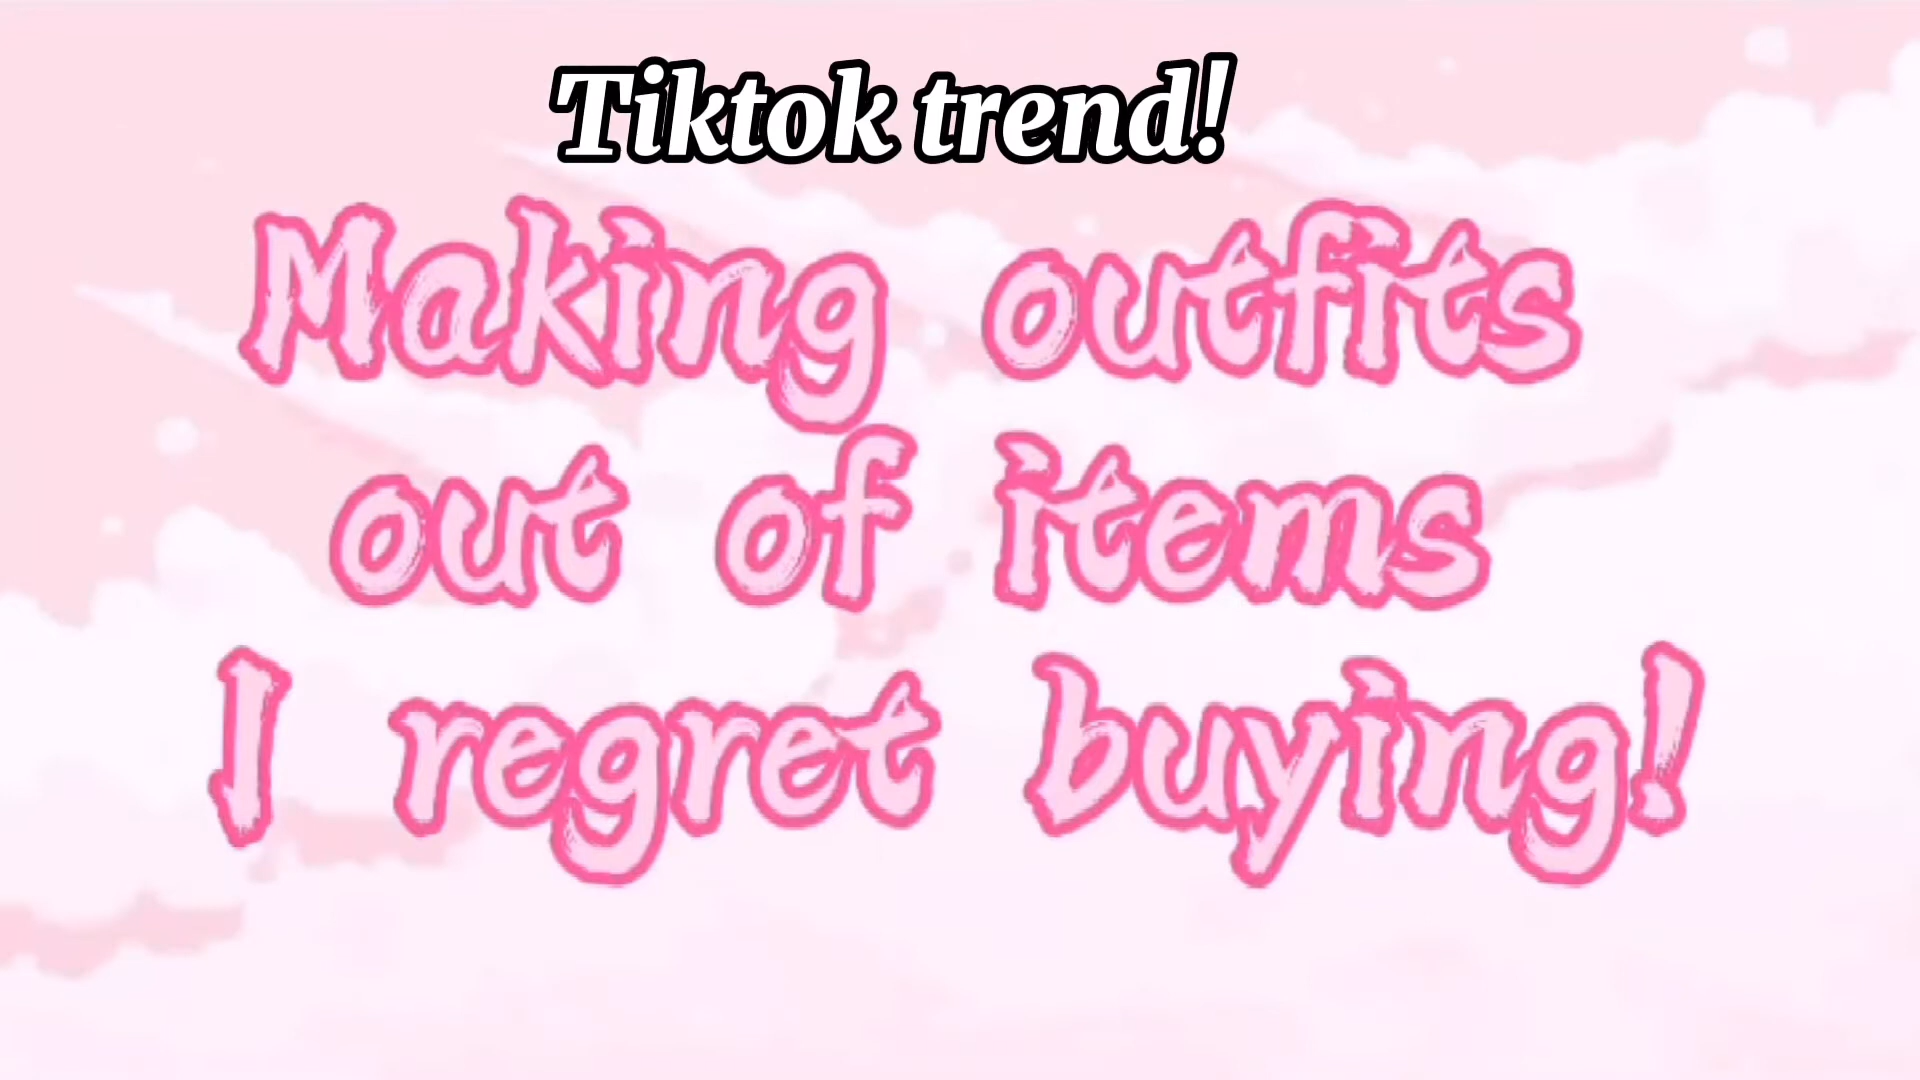 Tiktok trend!
Making outfits
out of items
I regret buying!